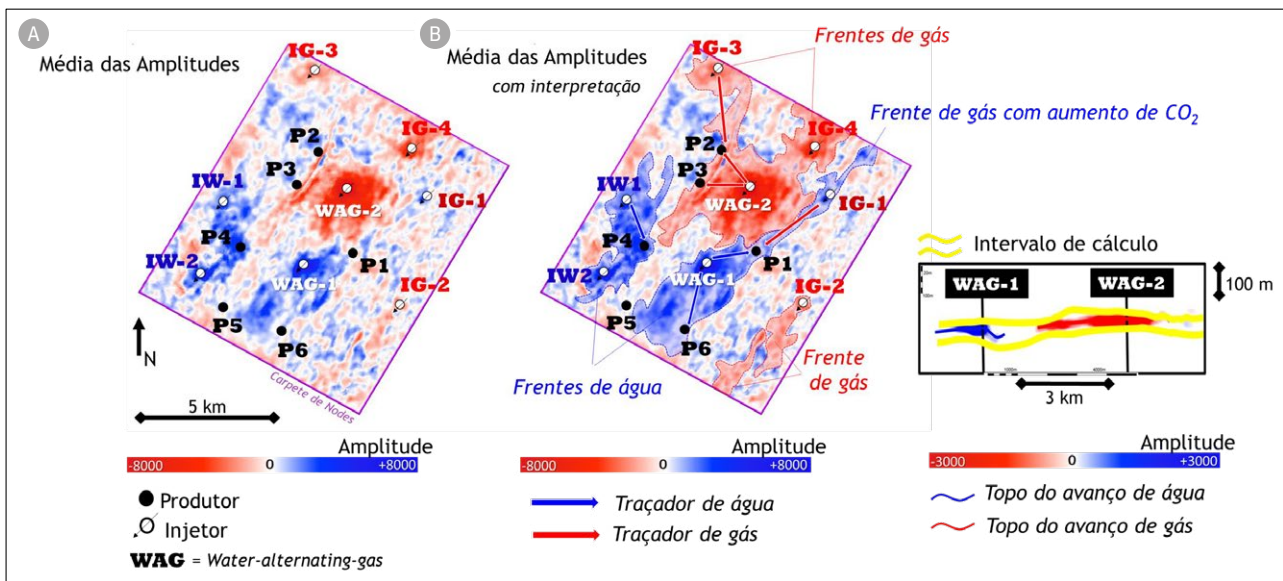 A
Média das Amplitudes
IG-3
IG-4
P2
P3
WAG-2
IW-1
IG-1
P4
IW-2
WAG-1
P1
IG-2
P5
P6
N
Carpete de Nodes
5 km
Amplitude
-8000 0 +8000
Produtor
Injetor
WAG = Water-alternating-gas
B
Média das Amplitudes
com interpretação
Frentes de gás
IG-3
Frente de gás com aumento de CO₂
IG-4
P2
P3
IW1
WAG-2
IG-1
P4
IW2
WAG-1
P1
IG-2
P5
P6
Frentes de água
Frente
de gás
Amplitude
-8000 0 +8000
Traçador de água
Traçador de gás
Intervalo de cálculo
WAG-1 WAG-2
100 m
3 km
Amplitude
-3000 0 +3000
Topo do avanço de água
Topo do avanço de gás